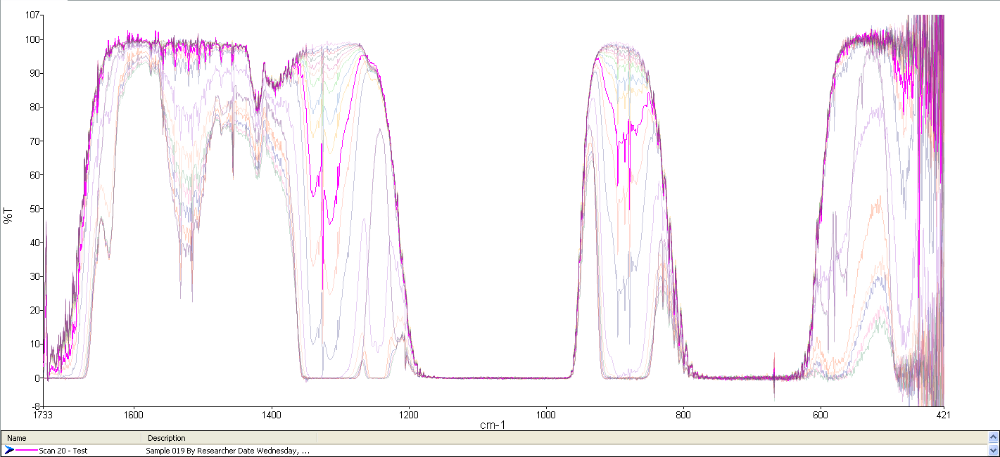 107
100
90
80
70
60
50
40
30
20
10
0
-8
%T
1733 1600 1400 1200 1000 800 600 421
cm-1
Name Description
Scan 20 - Test Sample 019 By Researcher Date Wednesday, ...